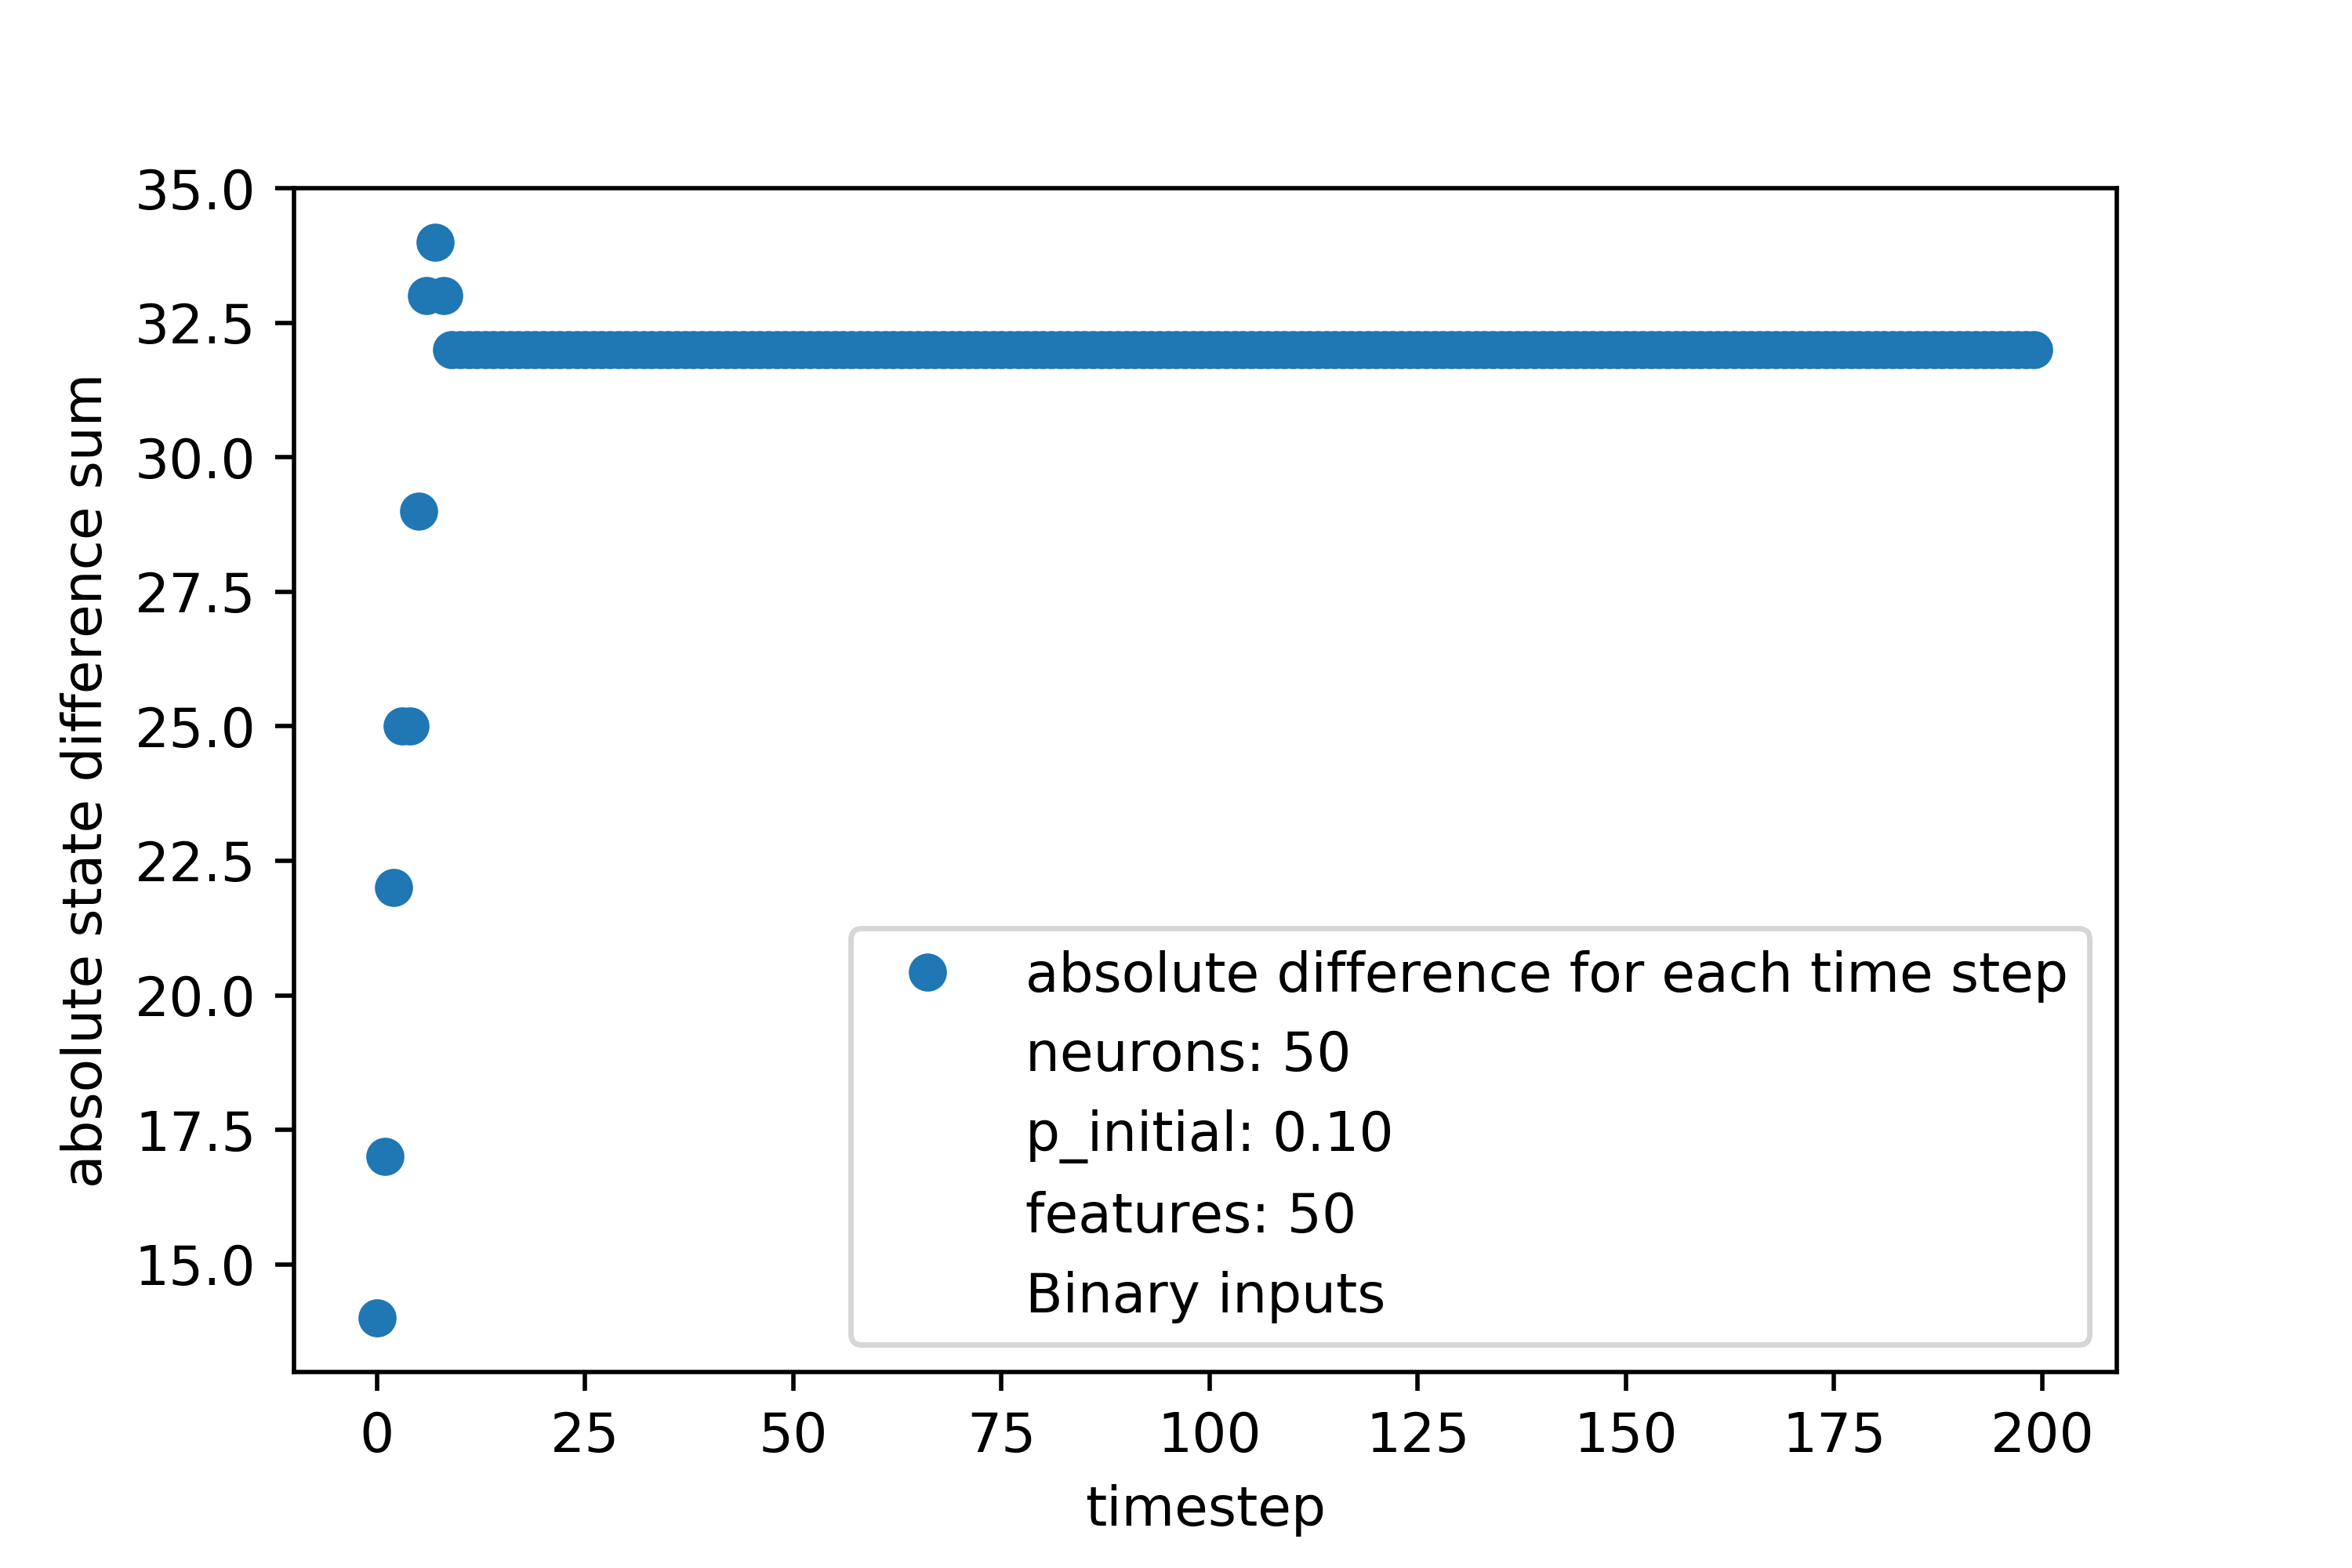 35.0
32.5
30.0
27.5
25.0
22.5
20.0
17.5
15.0
absolute state difference sum
absolute difference for each time step
neurons: 50
p_initial: 0.10
features: 50
Binary inputs
0 25 50 75 100 125 150 175 200
timestep